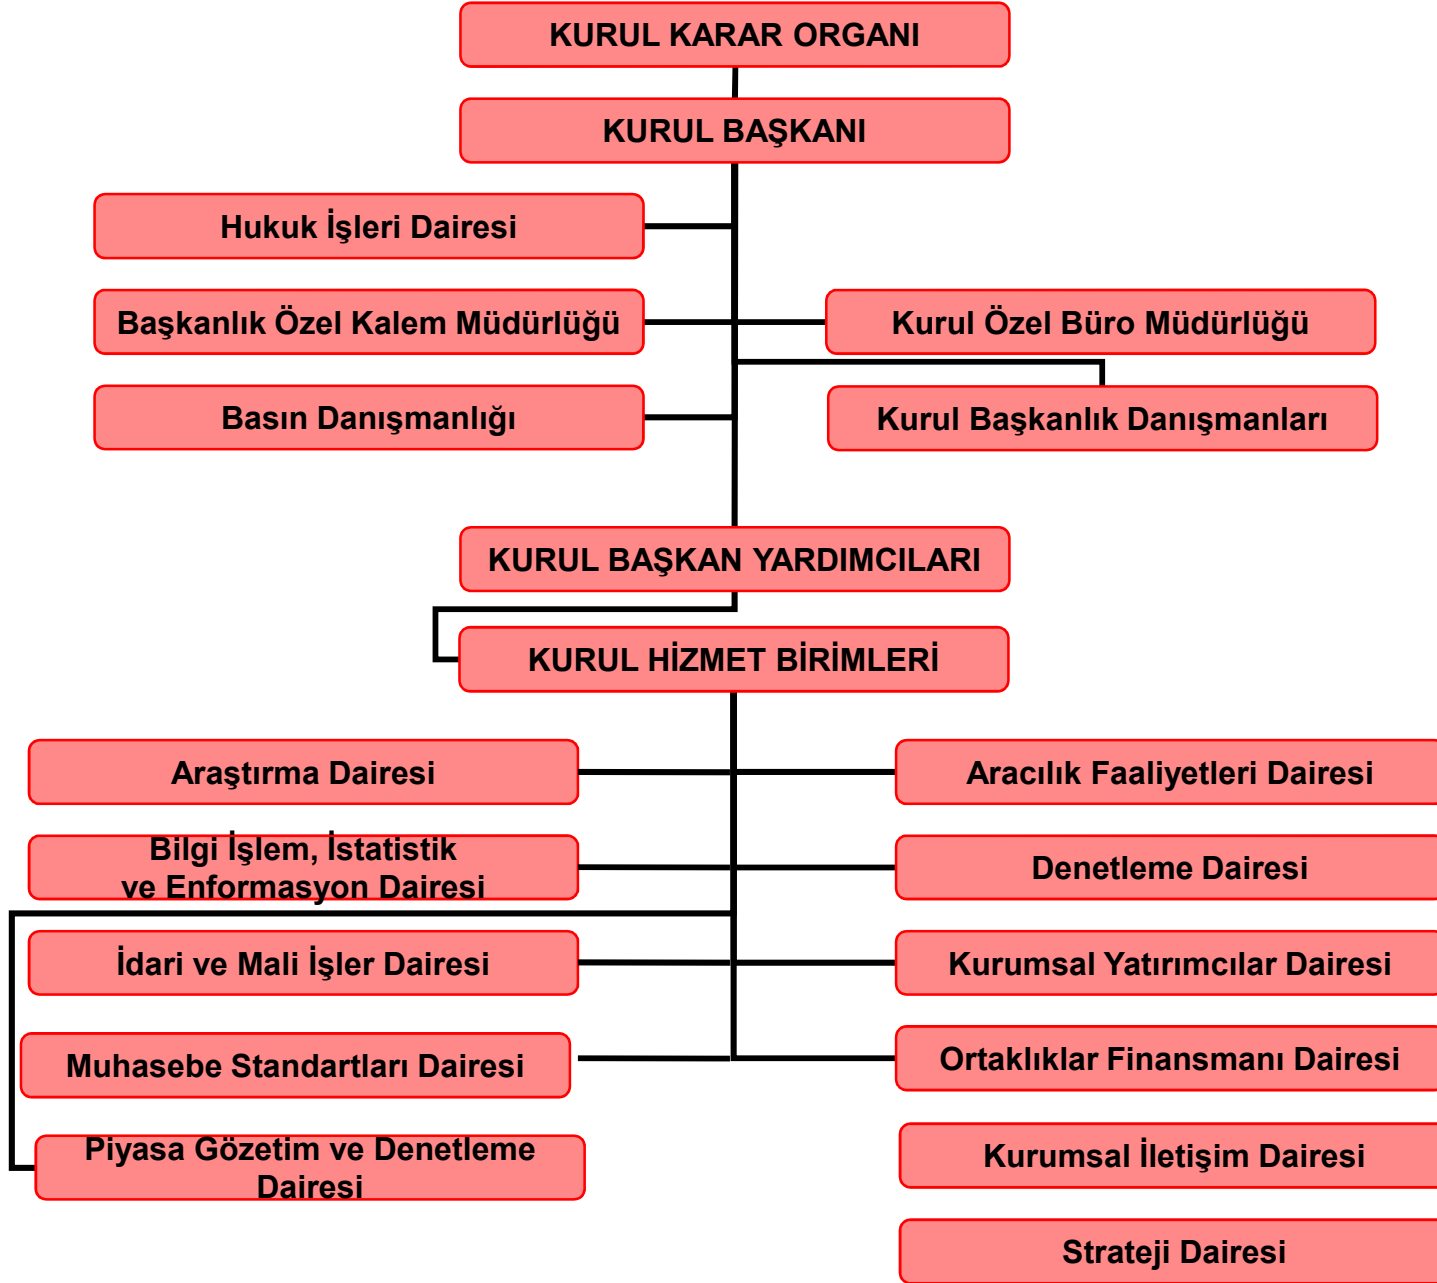 KURUL KARAR ORGANI
KURUL BAŞKANI
Hukuk İşleri Dairesi
Başkanlık Özel Kalem Müdürlüğü
Kurul Özel Büro Müdürlüğü
Basın Danışmanlığı
Kurul Başkanlık Danışmanları
KURUL BAŞKAN YARDIMCILARI
KURUL HİZMET BİRİMLERİ
Araştırma Dairesi
Aracılık Faaliyetleri Dairesi
Bilgi İşlem, İstatistik
ve Enformasyon Dairesi
Denetleme Dairesi
İdari ve Mali İşler Dairesi
Kurumsal Yatırımcılar Dairesi
Muhasebe Standartları Dairesi
Ortaklıklar Finansmanı Dairesi
Piyasa Gözetim ve Denetleme
Dairesi
Kurumsal İletişim Dairesi
Strateji Dairesi